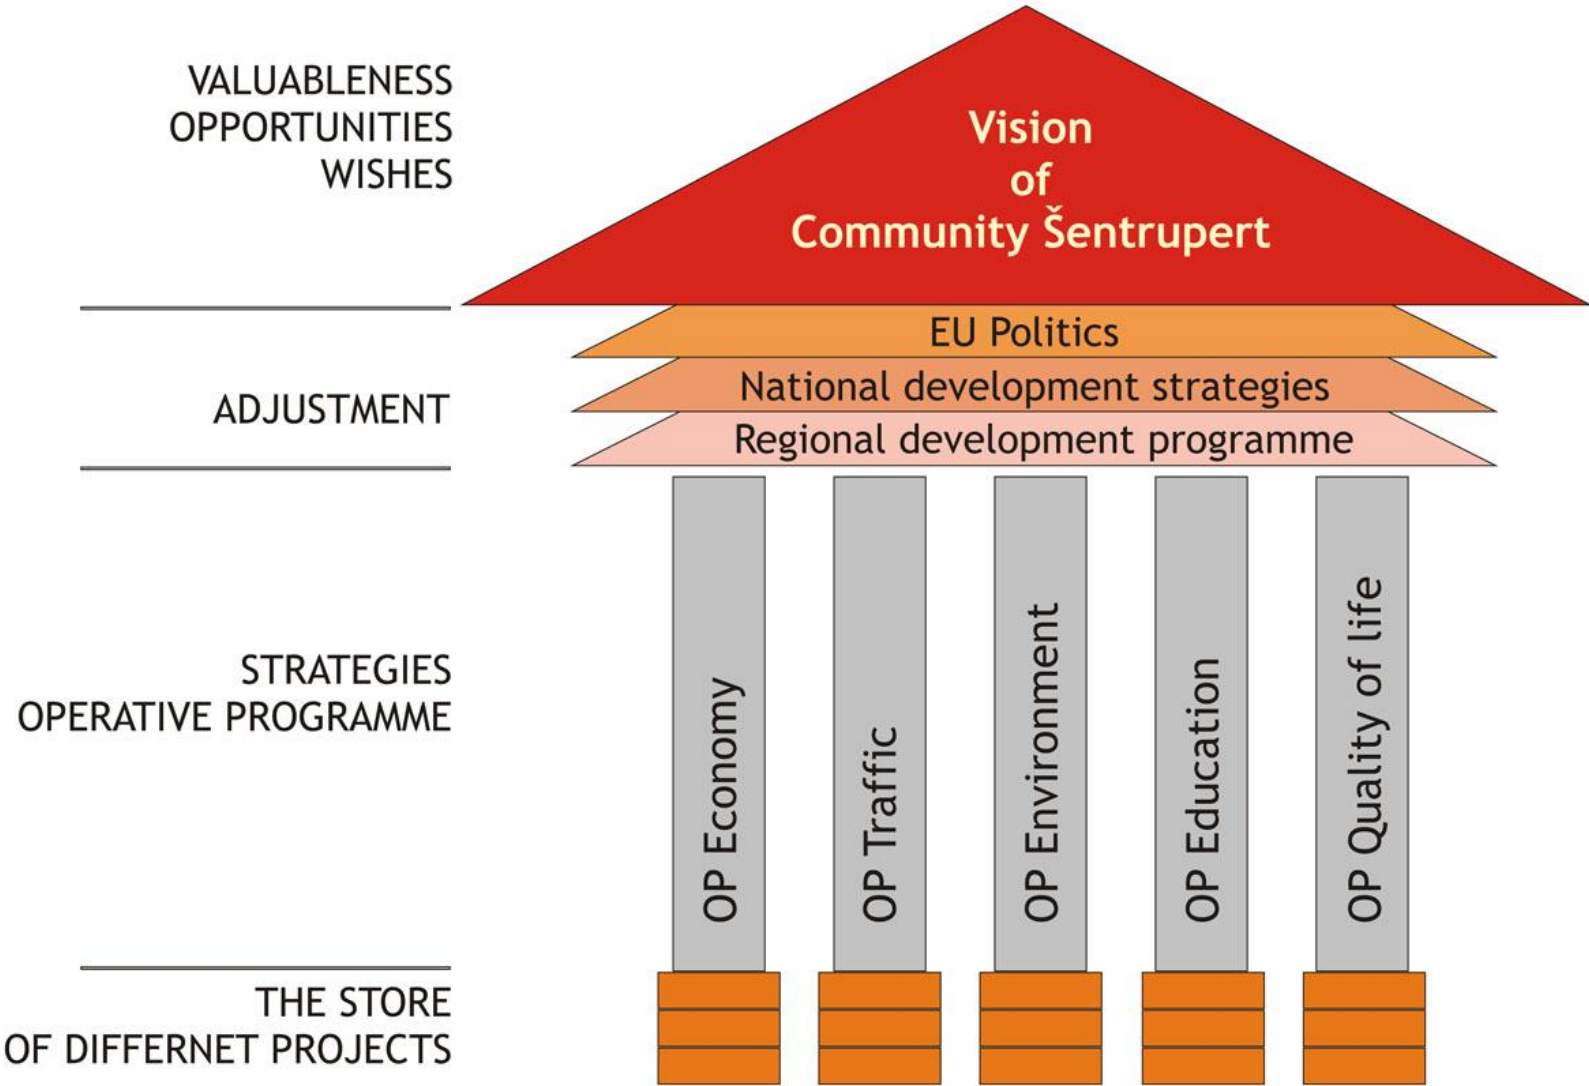 VALUABLENESS
OPPORTUNITIES
WISHES
Vision
of
Community Šentrupert
ADJUSTMENT
EU Politics
National development strategies
Regional development programme
STRATEGIES
OPERATIVE PROGRAMME
OP Economy
OP Traffic
OP Environment
OP Education
OP Quality of life
THE STORE
OF DIFFERNET PROJECTS